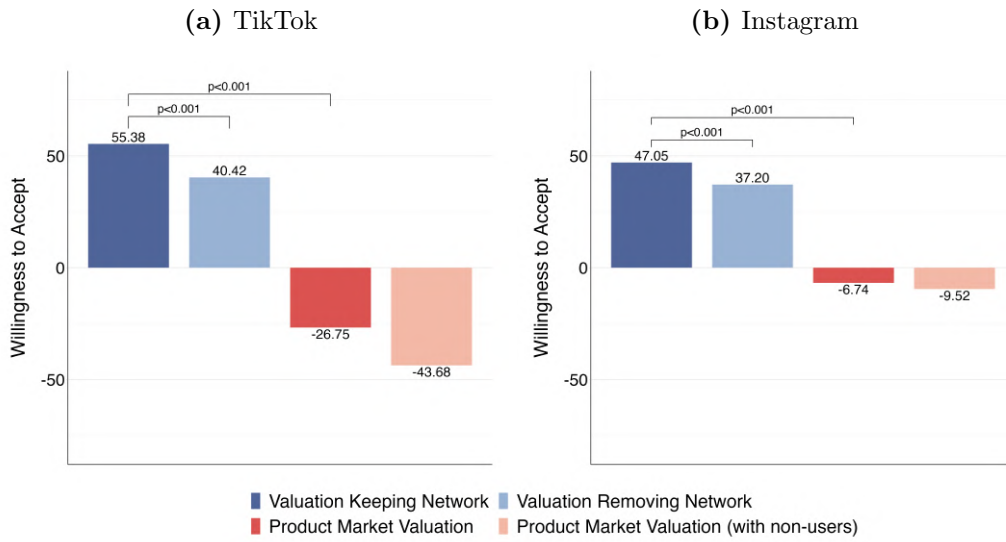 (a) TikTok
(b) Instagram
Willingness to Accept
50
0
-50
p<0.001
p<0.001
55.38
40.42
-26.75
-43.68
Willingness to Accept
50
0
-50
p<0.001
p<0.001
47.05
37.20
-6.74
-9.52
Valuation Keeping Network
Valuation Removing Network
Product Market Valuation
Product Market Valuation (with non-users)